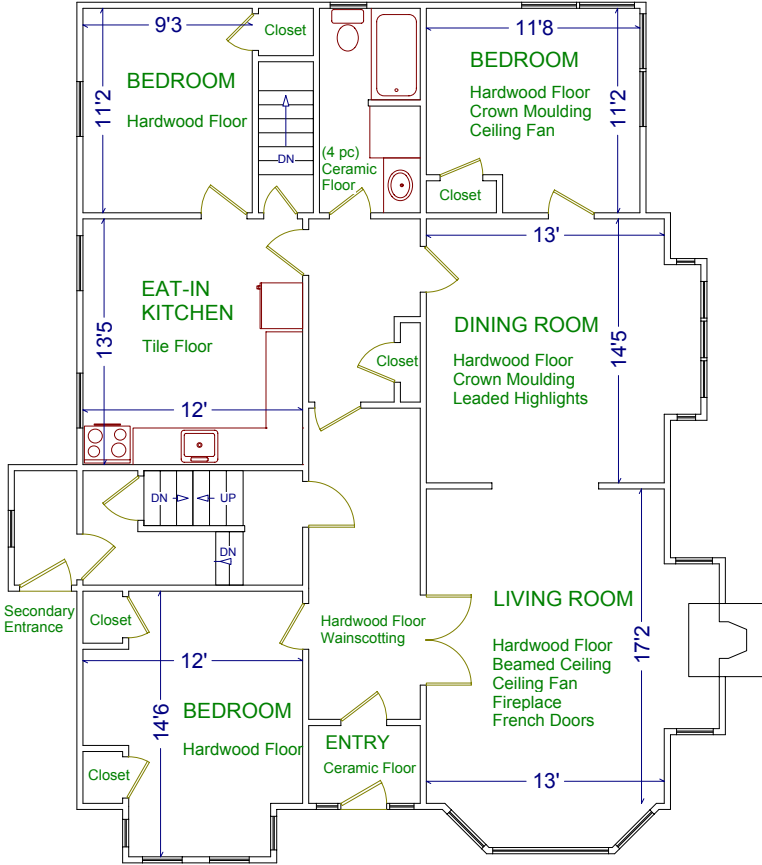 9'3
Closet
BEDROOM
Hardwood Floor
11'2
DN
(4 pc)
Ceramic
Floor
11'8
BEDROOM
Hardwood Floor
Crown Moulding
Ceiling Fan
11'2
Closet
EAT-IN
KITCHEN
Tile Floor
13'5
12'
Closet
13'
DINING ROOM
Hardwood Floor
Crown Moulding
Leaded Highlights
14'5
DN
UP
DN
Secondary
Entrance
Closet
12'
14'6
BEDROOM
Hardwood Floor
Closet
Hardwood Floor
Wainscotting
ENTRY
Ceramic Floor
LIVING ROOM
Hardwood Floor
Beamed Ceiling
Ceiling Fan
Fireplace
French Doors
17'2
13'